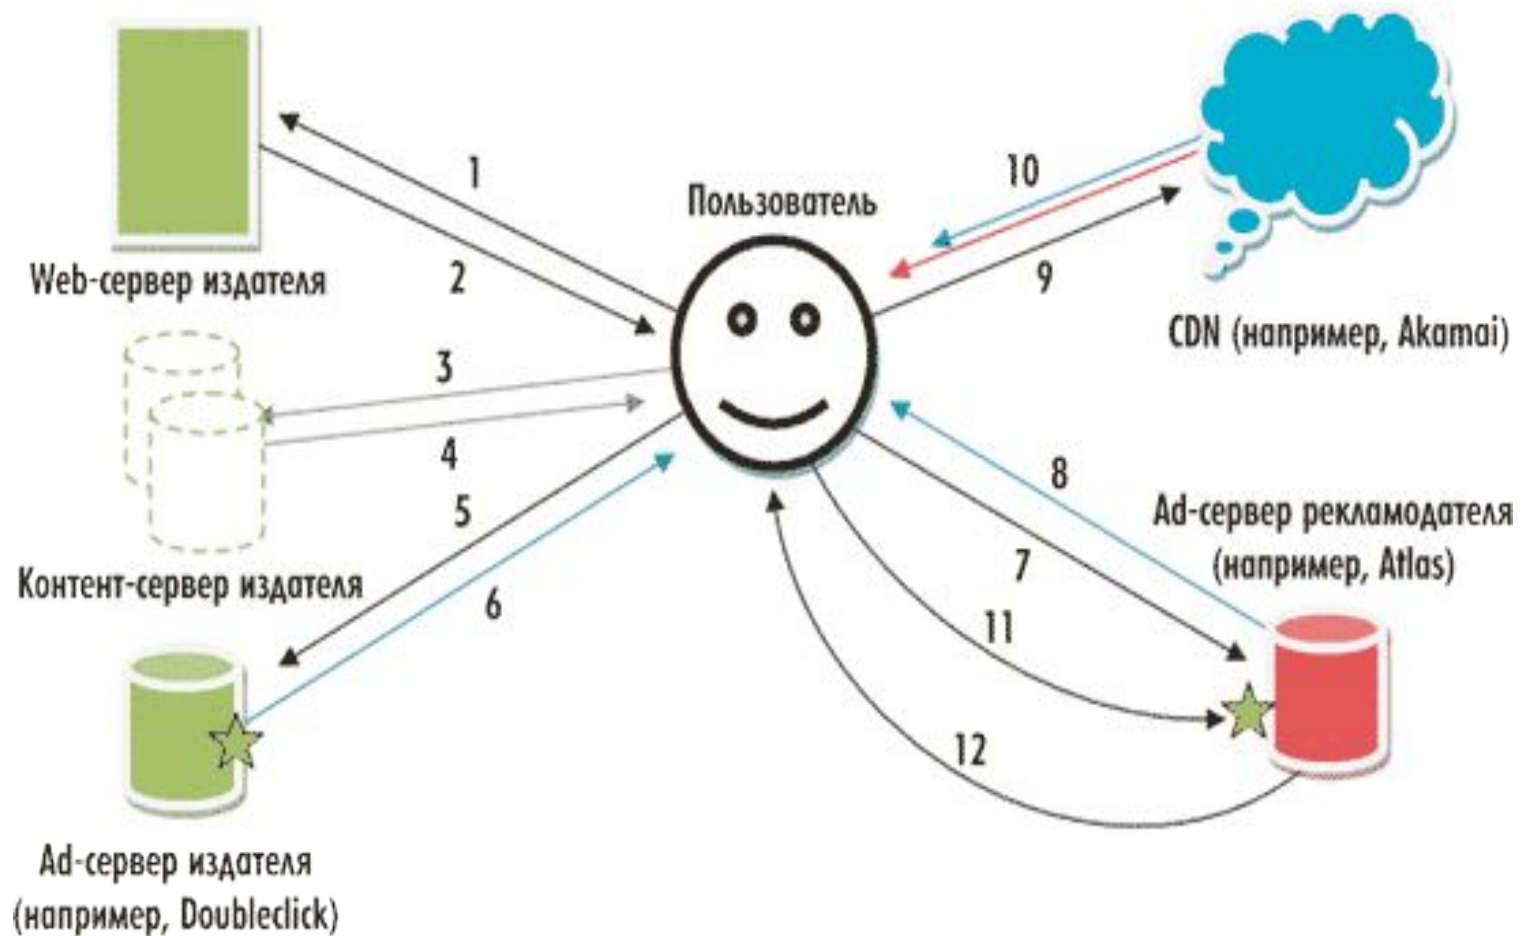 1
2
Web-сервер издателя
3
4
Контент-сервер издателя
5
6
Ad-сервер издателя
(например, Doubleclick)
Пользователь
10
9
CDN (например, Akamai)
8
7
Ad-сервер рекламодателя
(например, Atlas)
11
12